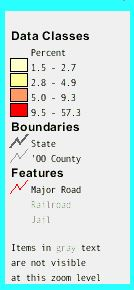 Data Classes
Percent
1.5 - 2.7
2.8 - 4.9
5.0 - 9.3
9.5 - 57.3
Boundaries
State
'00 County
Features
Major Road
Railroad
Jail
Items in gray text
are not visible
at this zoom level